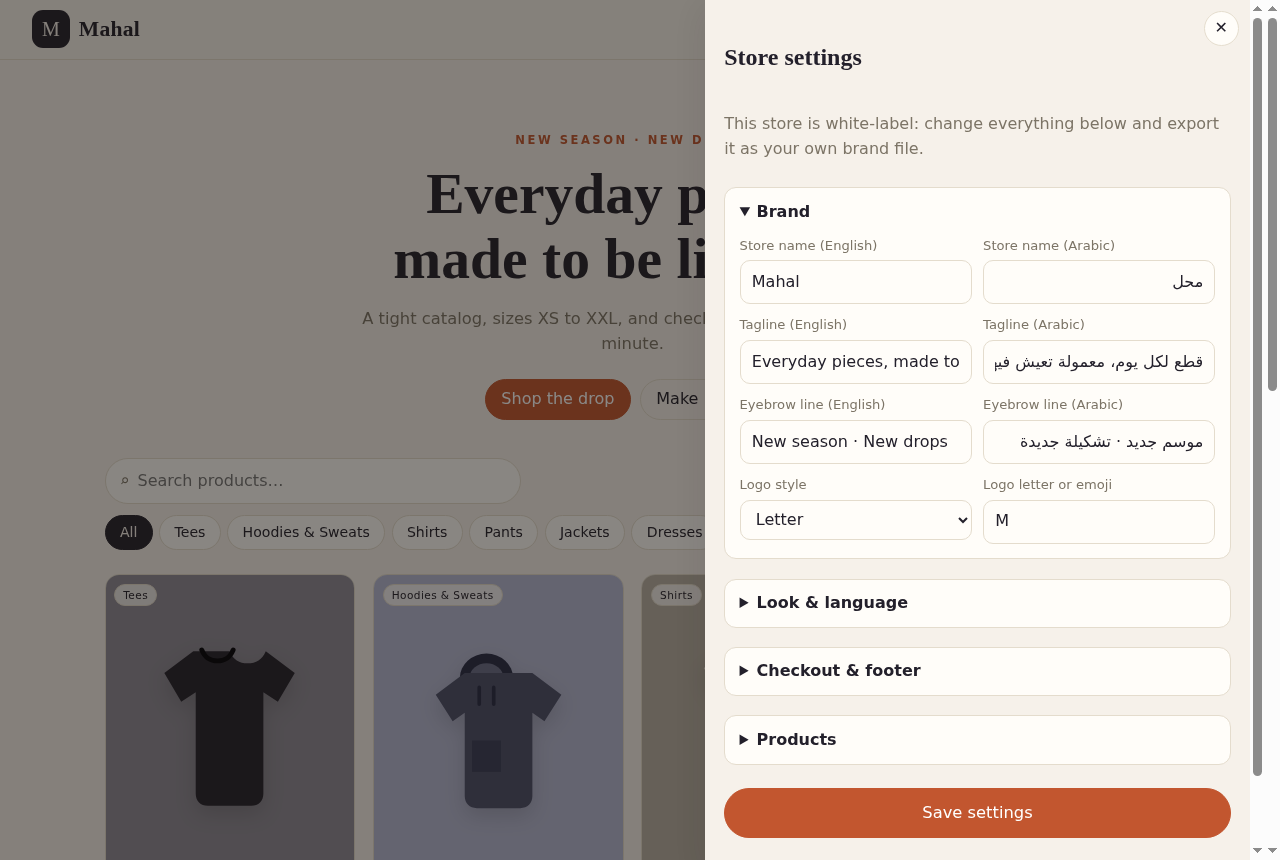 M Mahal
NEW SEASON · NEW D
Everyday p
made to be li
A tight catalog, sizes XS to XXL, and chec
minute.
Shop the drop
Make
Search products…
All
Tees
Hoodies & Sweats
Shirts
Pants
Jackets
Dresses
Tees
Hoodies & Sweats
Shirts
✕
Store settings
This store is white-label: change everything below and export
it as your own brand file.
Brand
Store name (English)
Store name (Arabic)
Mahal
محل
Tagline (English)
Tagline (Arabic)
Everyday pieces, made to
قطع لكل يوم، معمولة تعيش فيه
Eyebrow line (English)
Eyebrow line (Arabic)
New season · New drops
موسم جديد · تشكيلة جديدة
Logo style
Logo letter or emoji
Letter
M
Look & language
Checkout & footer
Products
Save settings